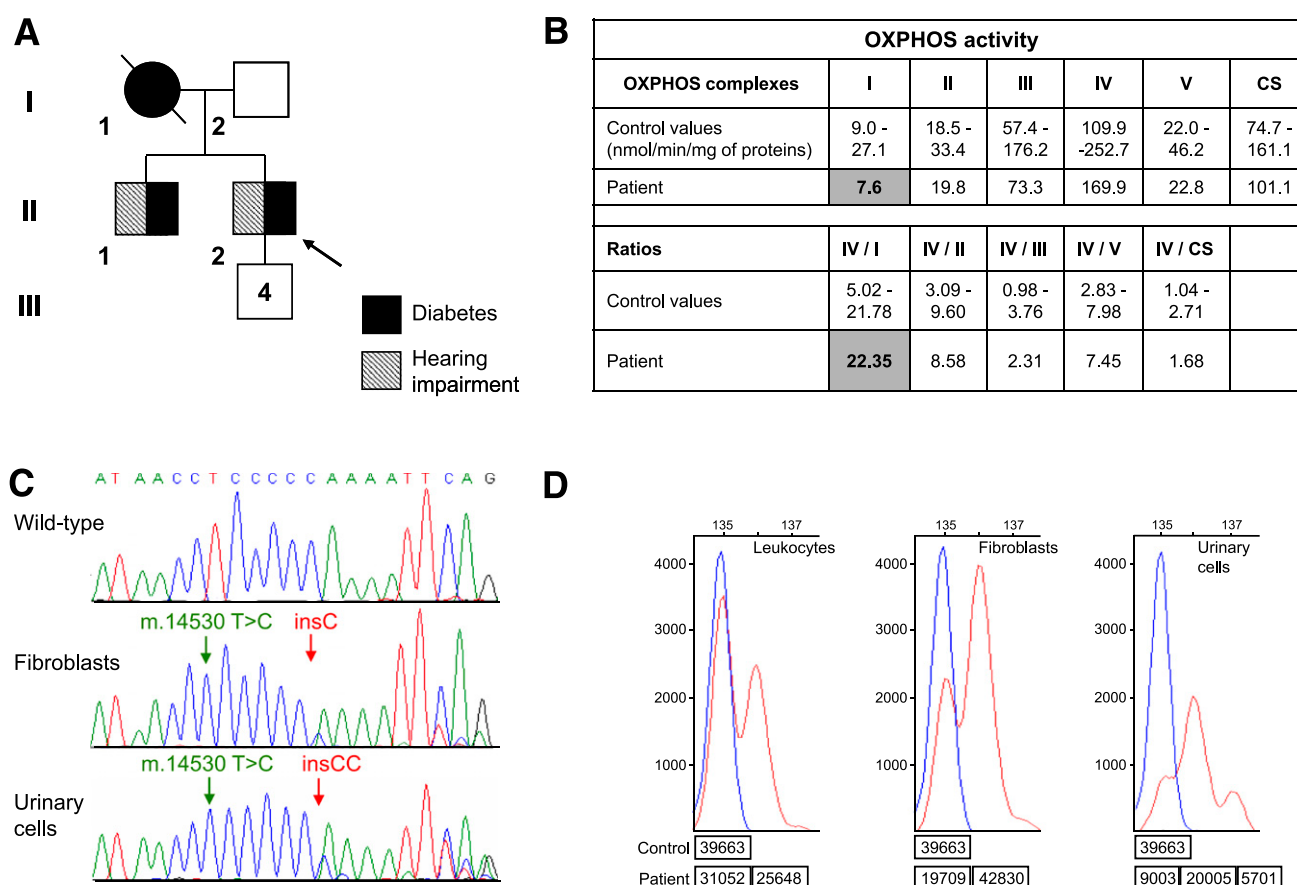 A
I
1
2
II
1
2
III
4
Diabetes
Hearing
impairment
B
OXPHOS activity
OXPHOS complexes I II III IV V CS
Control values 9.0 - 18.5 - 57.4 - 109.9 22.0 - 74.7 -
(nmol/min/mg of proteins) 27.1 33.4 176.2 -252.7 46.2 161.1
Patient 7.6 19.8 73.3 169.9 22.8 101.1
Ratios IV / I IV / II IV / III IV / V IV / CS
Control values 5.02 - 3.09 - 0.98 - 2.83 - 1.04 -
21.78 9.60 3.76 7.98 2.71
Patient 22.35 8.58 2.31 7.45 1.68
C
A T A A C C T C C C C C A A A A T T C A G
Wild-type
m.14530 T>C insC
Fibroblasts
m.14530 T>C insCC
Urinary
cells
D
135 137
Leukocytes
4000
3000
2000
1000
Control 39663
Patient 31052 25648
135 137
Fibroblasts
4000
3000
2000
1000
39663
19709 42830
135 137
Urinary
cells
4000
3000
2000
1000
39663
9003 20005 5701